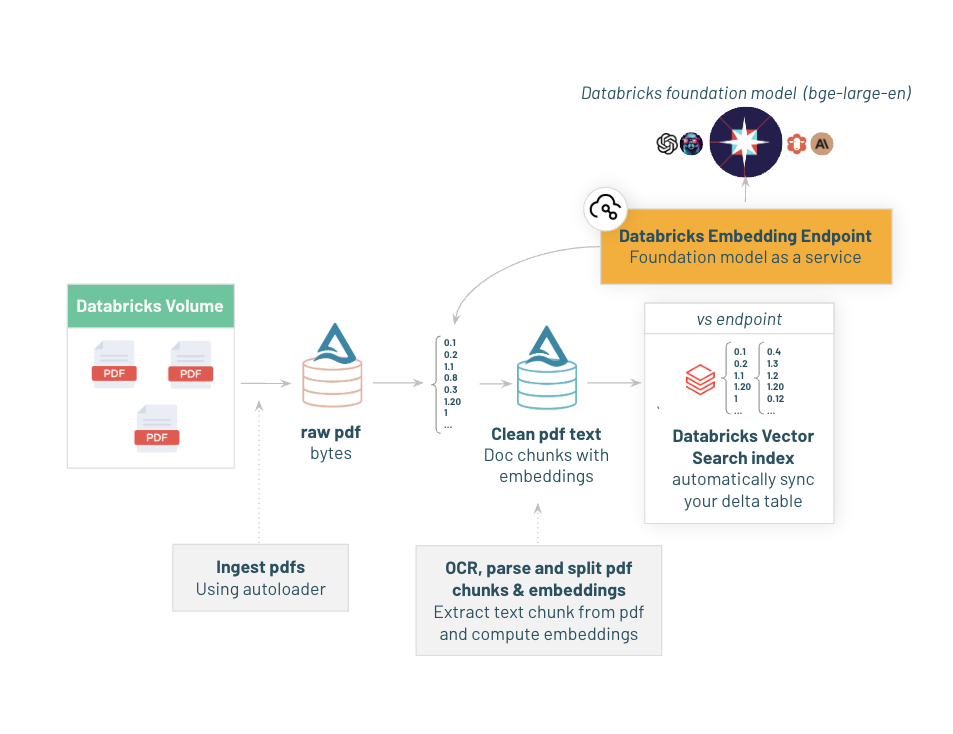 Databricks foundation model (bge-large-en)
Databricks Embedding Endpoint
Foundation model as a service
Databricks Volume
PDF
PDF
PDF
raw pdf
bytes
0.1
0.2
1.1
0.8
0.3
1.20
1
...
Clean pdf text
Doc chunks with
embeddings
vs endpoint
0.1 0.4
0.2 1.3
1.1 1.2
1.20 1.20
1 0.12
... ...
Databricks Vector
Search index
automatically sync
your delta table
Ingest pdfs
Using autoloader
OCR, parse and split pdf
chunks & embeddings
Extract text chunk from pdf
and compute embeddings